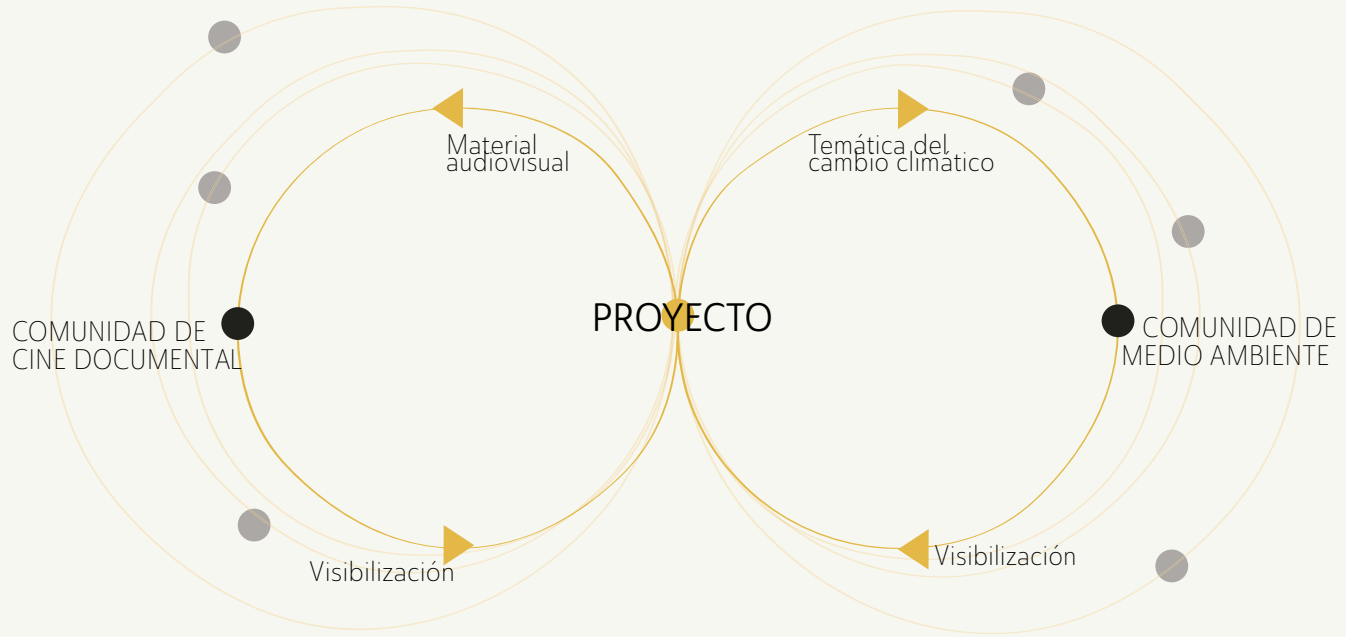 Material
audiovisual
Temática del
cambio climático
PROYECTO
COMUNIDAD DE
CINE DOCUMENTAL
COMUNIDAD DE
MEDIO AMBIENTE
Visibilización
Visibilización